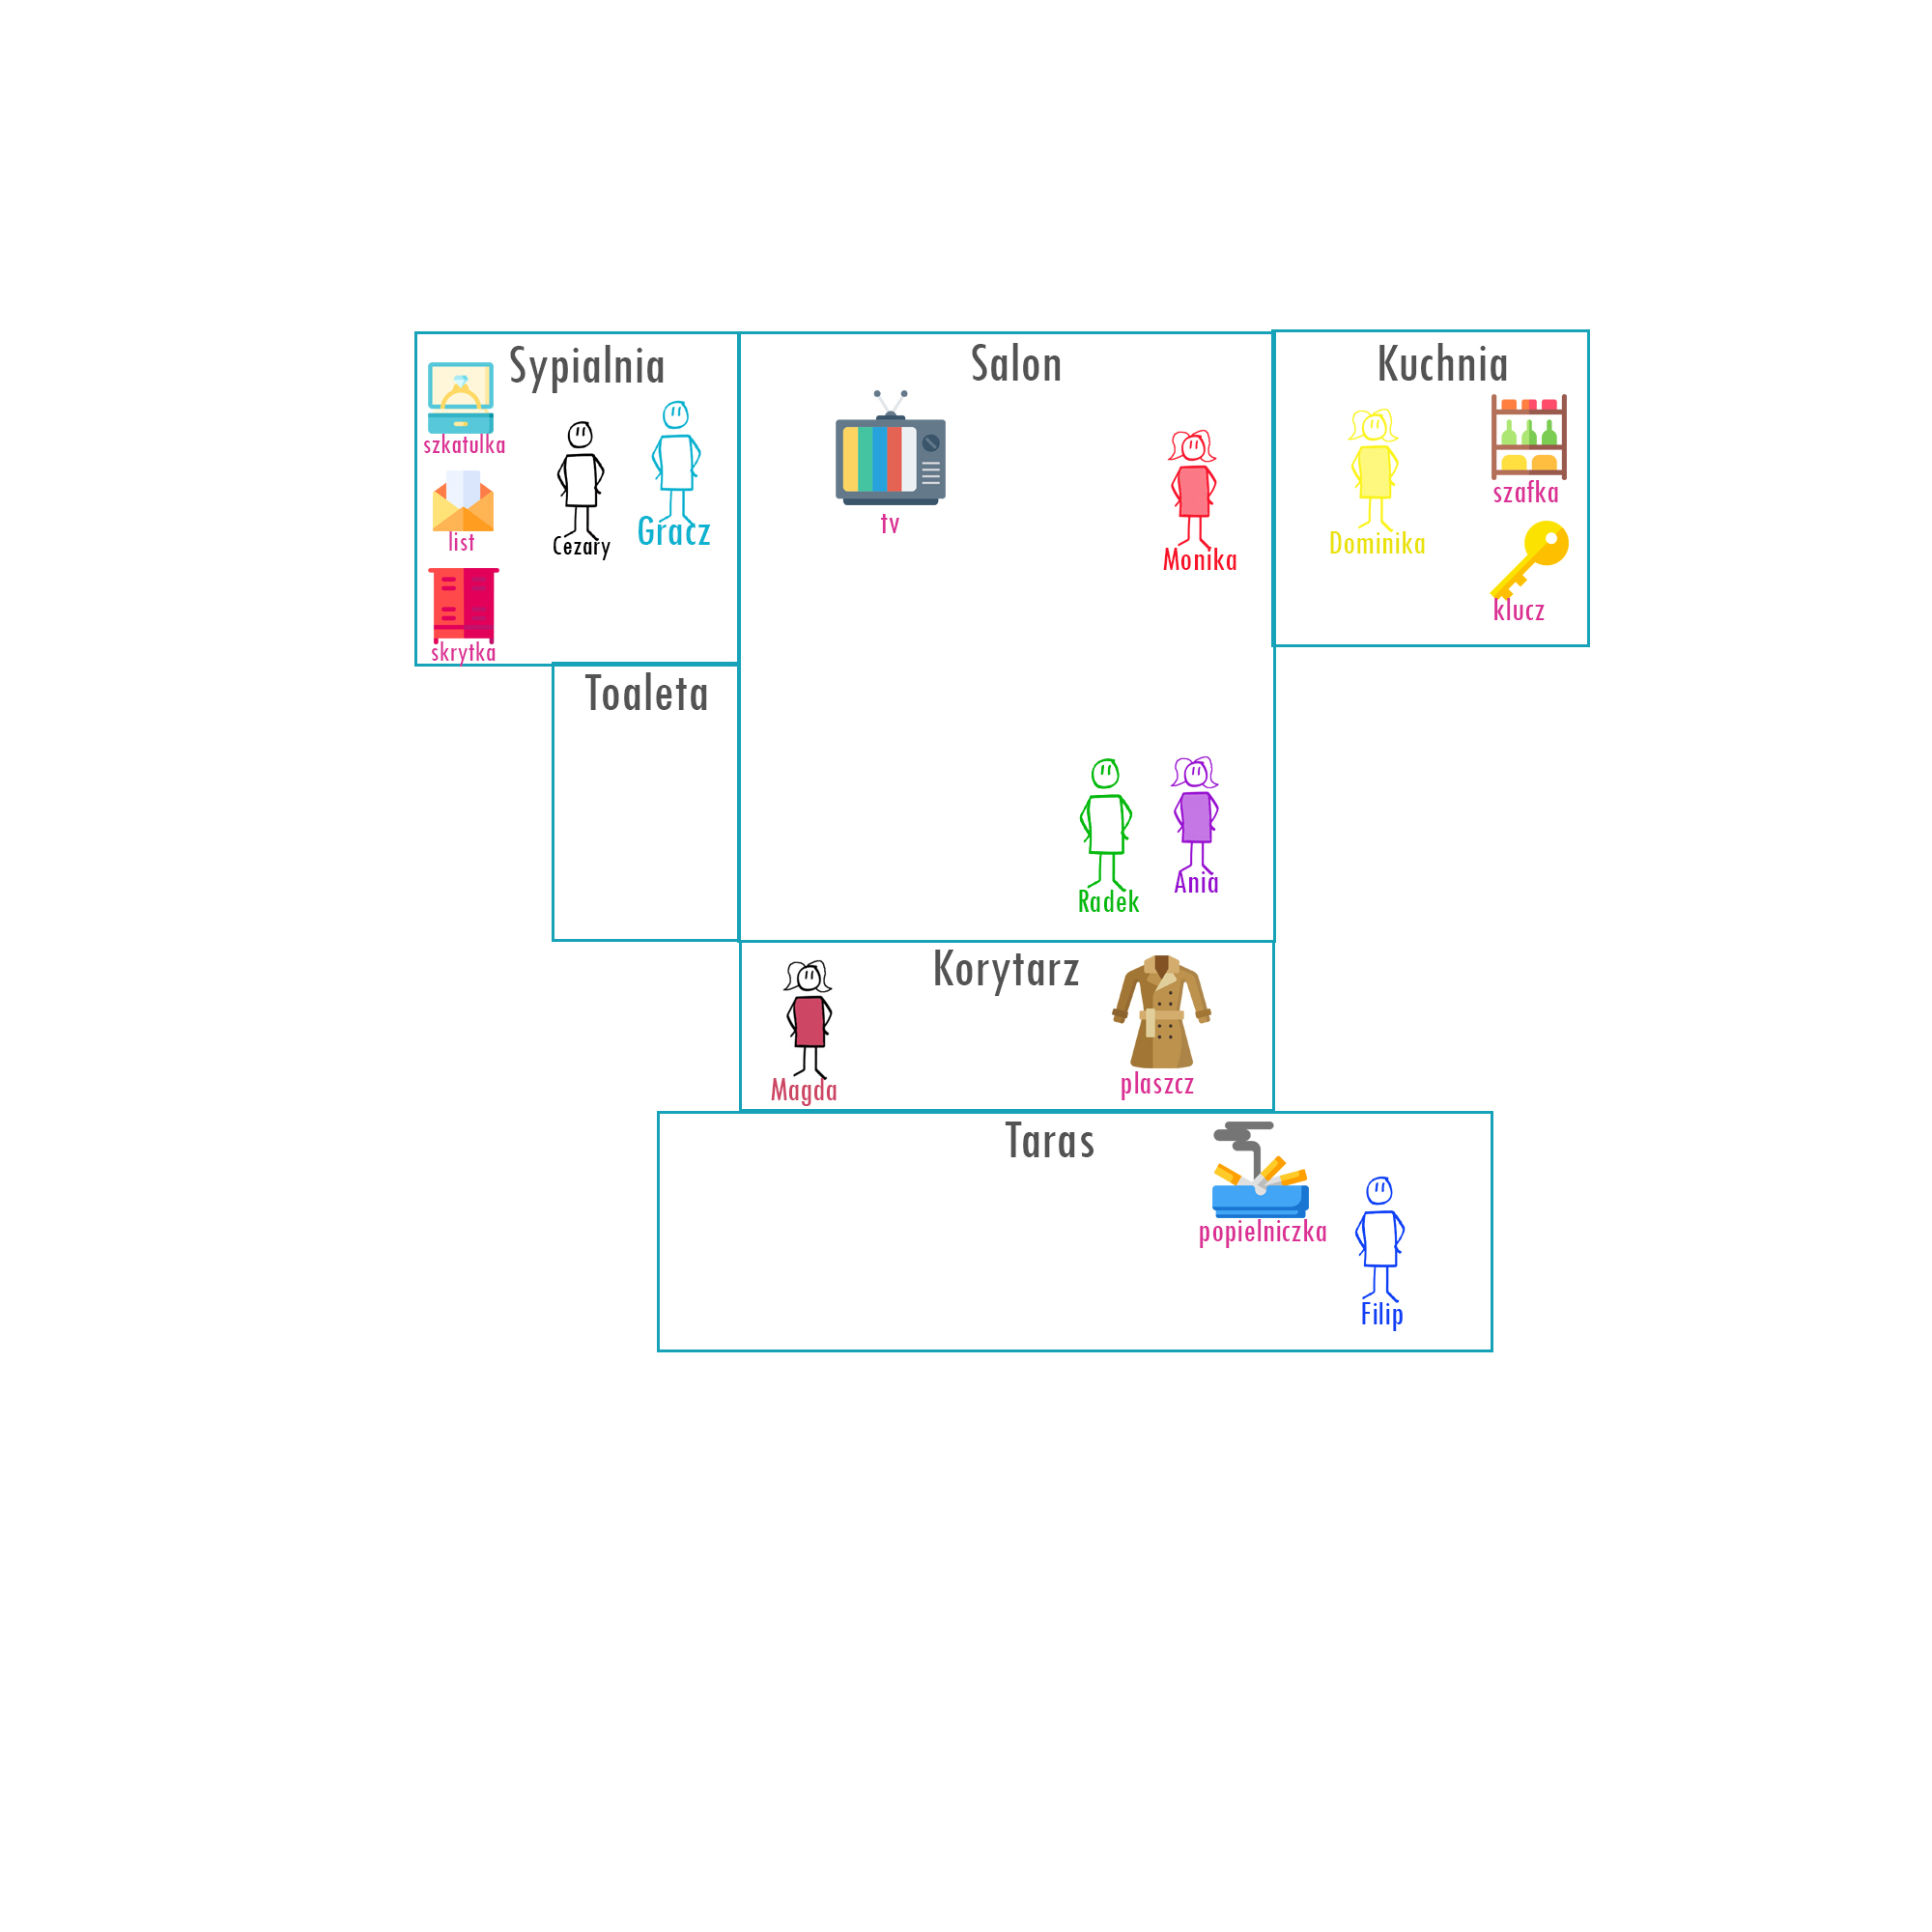 Sypialnia
szkatulka
list
skrytka
Cezary
Gracz
Salon
tv
Monika
Radek
Ania
Kuchnia
Dominika
szafka
klucz
Toaleta
Korytarz
Magda
plaszcz
Taras
popielniczka
Filip